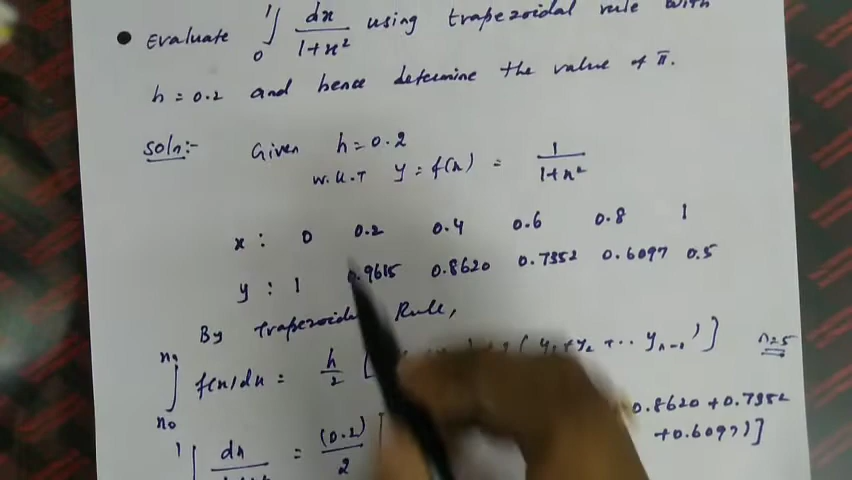 Evaluate ∫₀¹ dx/1+x² using trapezoidal rule with
h = 0.2 and hence determine the value of π.
Soln:- Given h = 0.2
W.K.T y = f(x) = 1/1+x²
x : 0 0.2 0.4 0.6 0.8 1
y : 1 0.9615 0.8620 0.7352 0.6097 0.5
By Trapezoidal Rule,
∫ f(x)dx = h/2 [ y₁+y₂+... yₙ₋₁)] n=5
∫¹ dx = (0.2)/2 [ 0.8620+0.7352
+0.6097)]